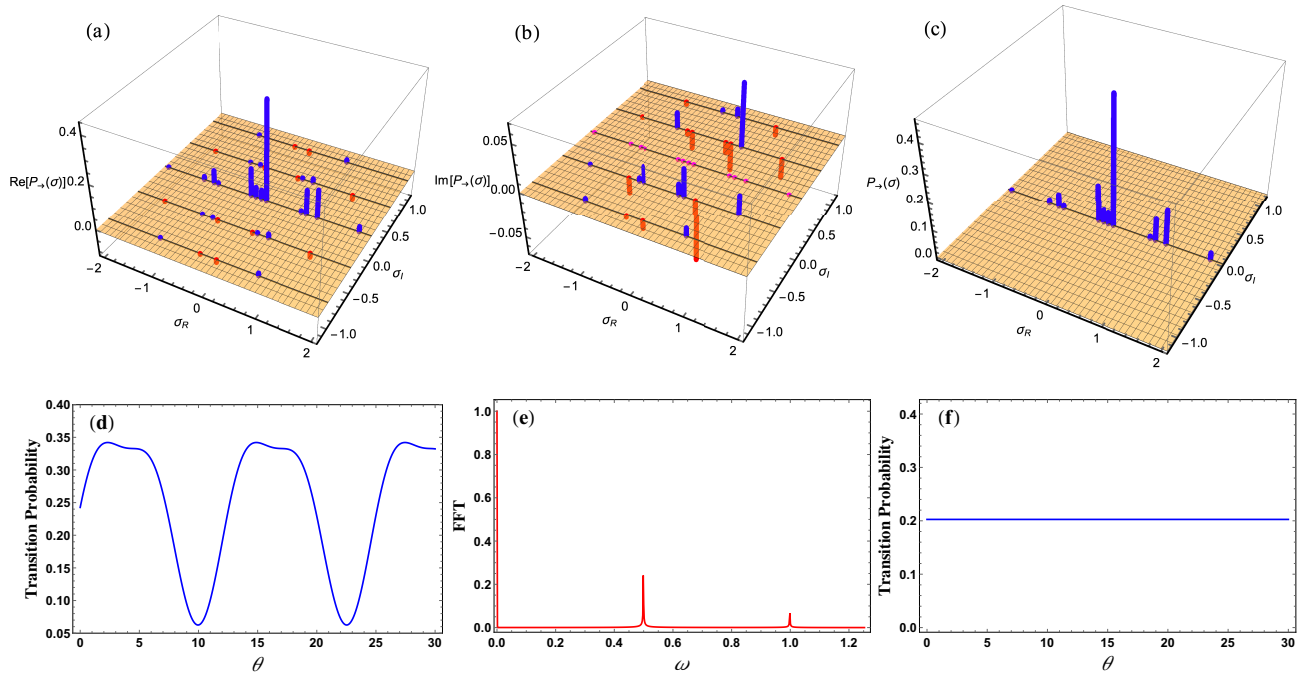 (a)
0.4
Re[P→(σ)]
0.2
0.0
−2
−1
0
1
2
σR
1.0
0.5
0.0
−0.5
−1.0
σI
(b)
0.05
Im[P→(σ)]
0.00
−0.05
−2
−1
0
1
2
σR
1.0
0.5
0.0
−0.5
−1.0
σI
(c)
0.4
0.3
P→(σ)
0.2
0.1
0.0
−2
−1
0
1
2
σR
1.0
0.5
0.0
−0.5
−1.0
σI
(d)
Transition Probability
0.40
0.35
0.30
0.25
0.20
0.15
0.10
0.05
0 5 10 15 20 25 30
θ
(e)
FFT
1.0
0.8
0.6
0.4
0.2
0.0
0.0 0.2 0.4 0.6 0.8 1.0 1.2
ω
(f)
Transition Probability
0.4
0.3
0.2
0.1
0.0
0 5 10 15 20 25 30
θ